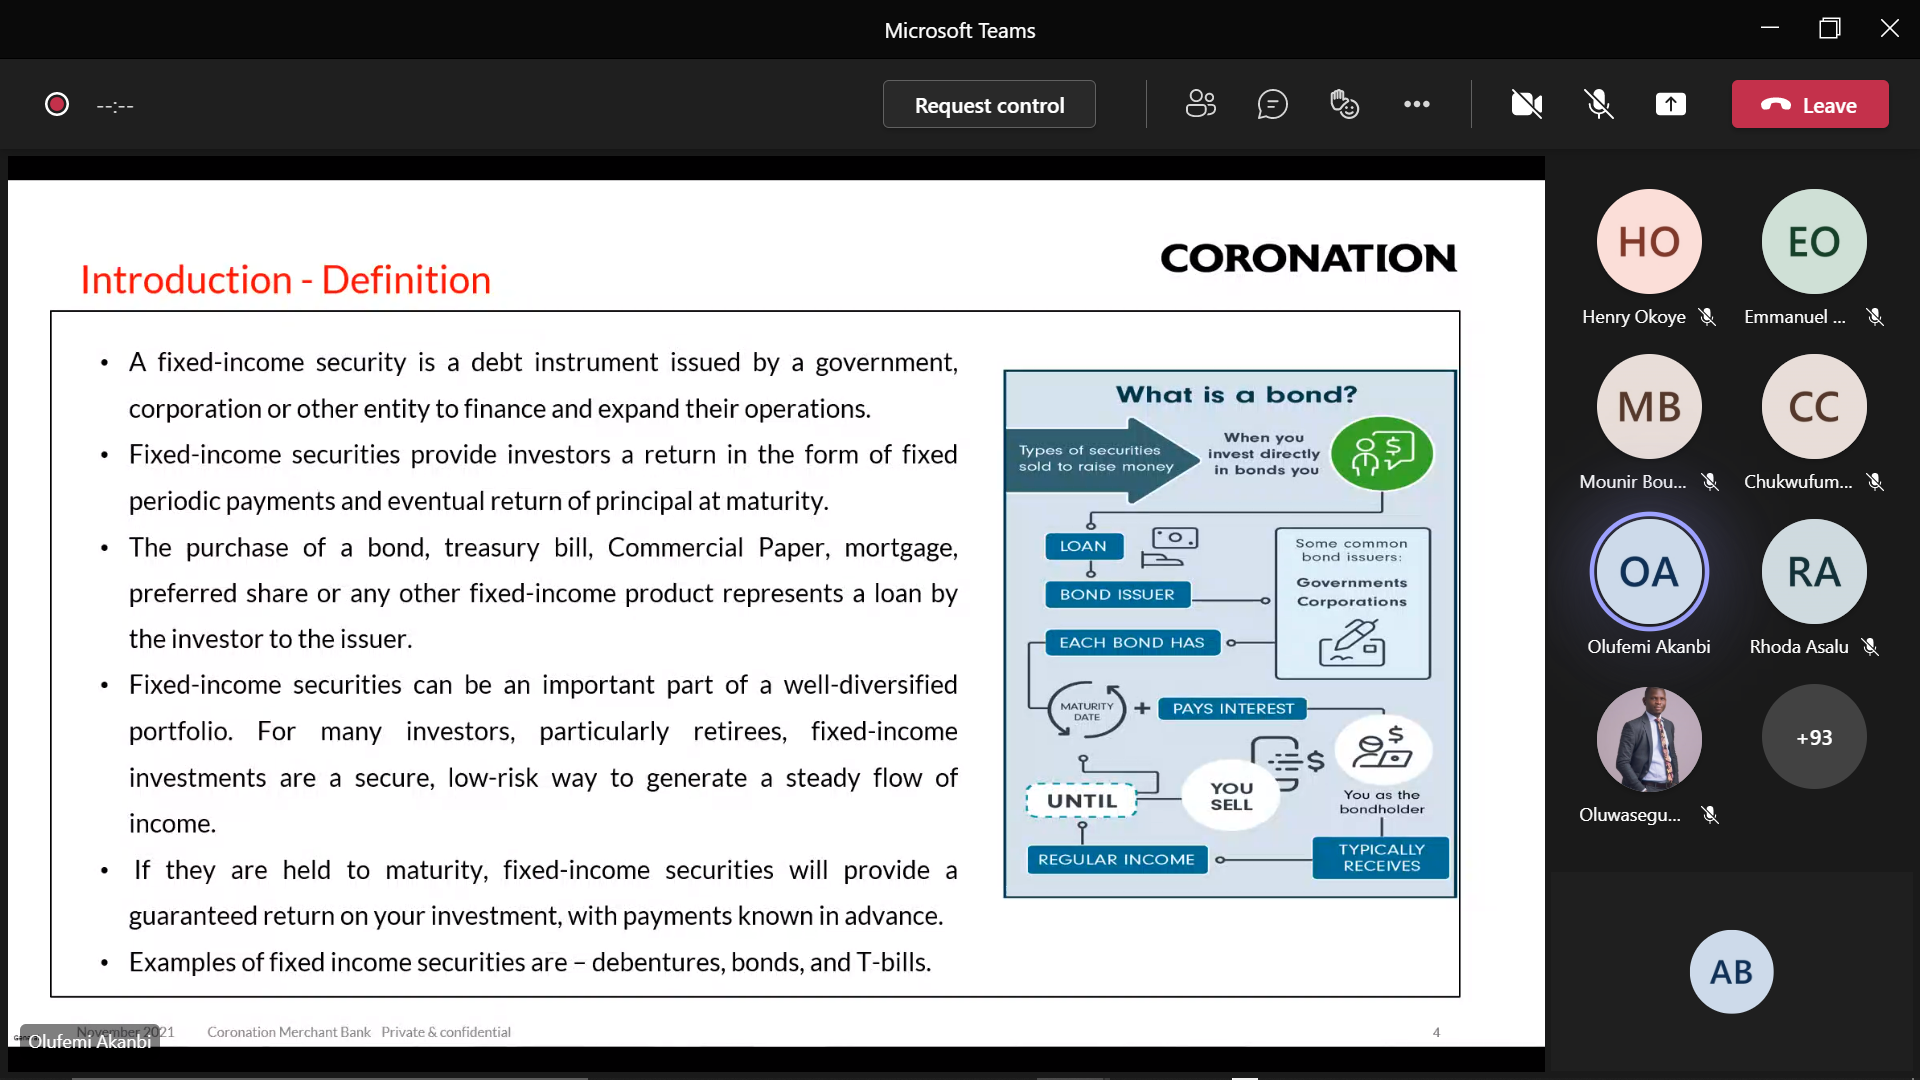 Microsoft Teams
--:--
Request control
Leave
CORONATION
Introduction - Definition
• A fixed-income security is a debt instrument issued by a government,
corporation or other entity to finance and expand their operations.
• Fixed-income securities provide investors a return in the form of fixed
periodic payments and eventual return of principal at maturity.
• The purchase of a bond, treasury bill, Commercial Paper, mortgage,
preferred share or any other fixed-income product represents a loan by
the investor to the issuer.
• Fixed-income securities can be an important part of a well-diversified
portfolio. For many investors, particularly retirees, fixed-income
investments are a secure, low-risk way to generate a steady flow of
income.
• If they are held to maturity, fixed-income securities will provide a
guaranteed return on your investment, with payments known in advance.
• Examples of fixed income securities are – debentures, bonds, and T-bills.
What is a bond?
Types of securities
sold to raise money
When you
invest directly
in bonds you
LOAN
BOND ISSUER
Some common
bond issuers:
Governments
Corporations
EACH BOND HAS
MATURITY
DATE
+
PAYS INTEREST
UNTIL
YOU
SELL
You as the
bondholder
REGULAR INCOME
TYPICALLY
RECEIVES
November 2021 Coronation Merchant Bank Private & confidential
4
Olufemi Akanbi
HO
Henry Okoye
EO
Emmanuel ...
MB
Mounir Bou...
CC
Chukwufum...
OA
Olufemi Akanbi
RA
Rhoda Asalu
Oluwasegu...
+93
AB